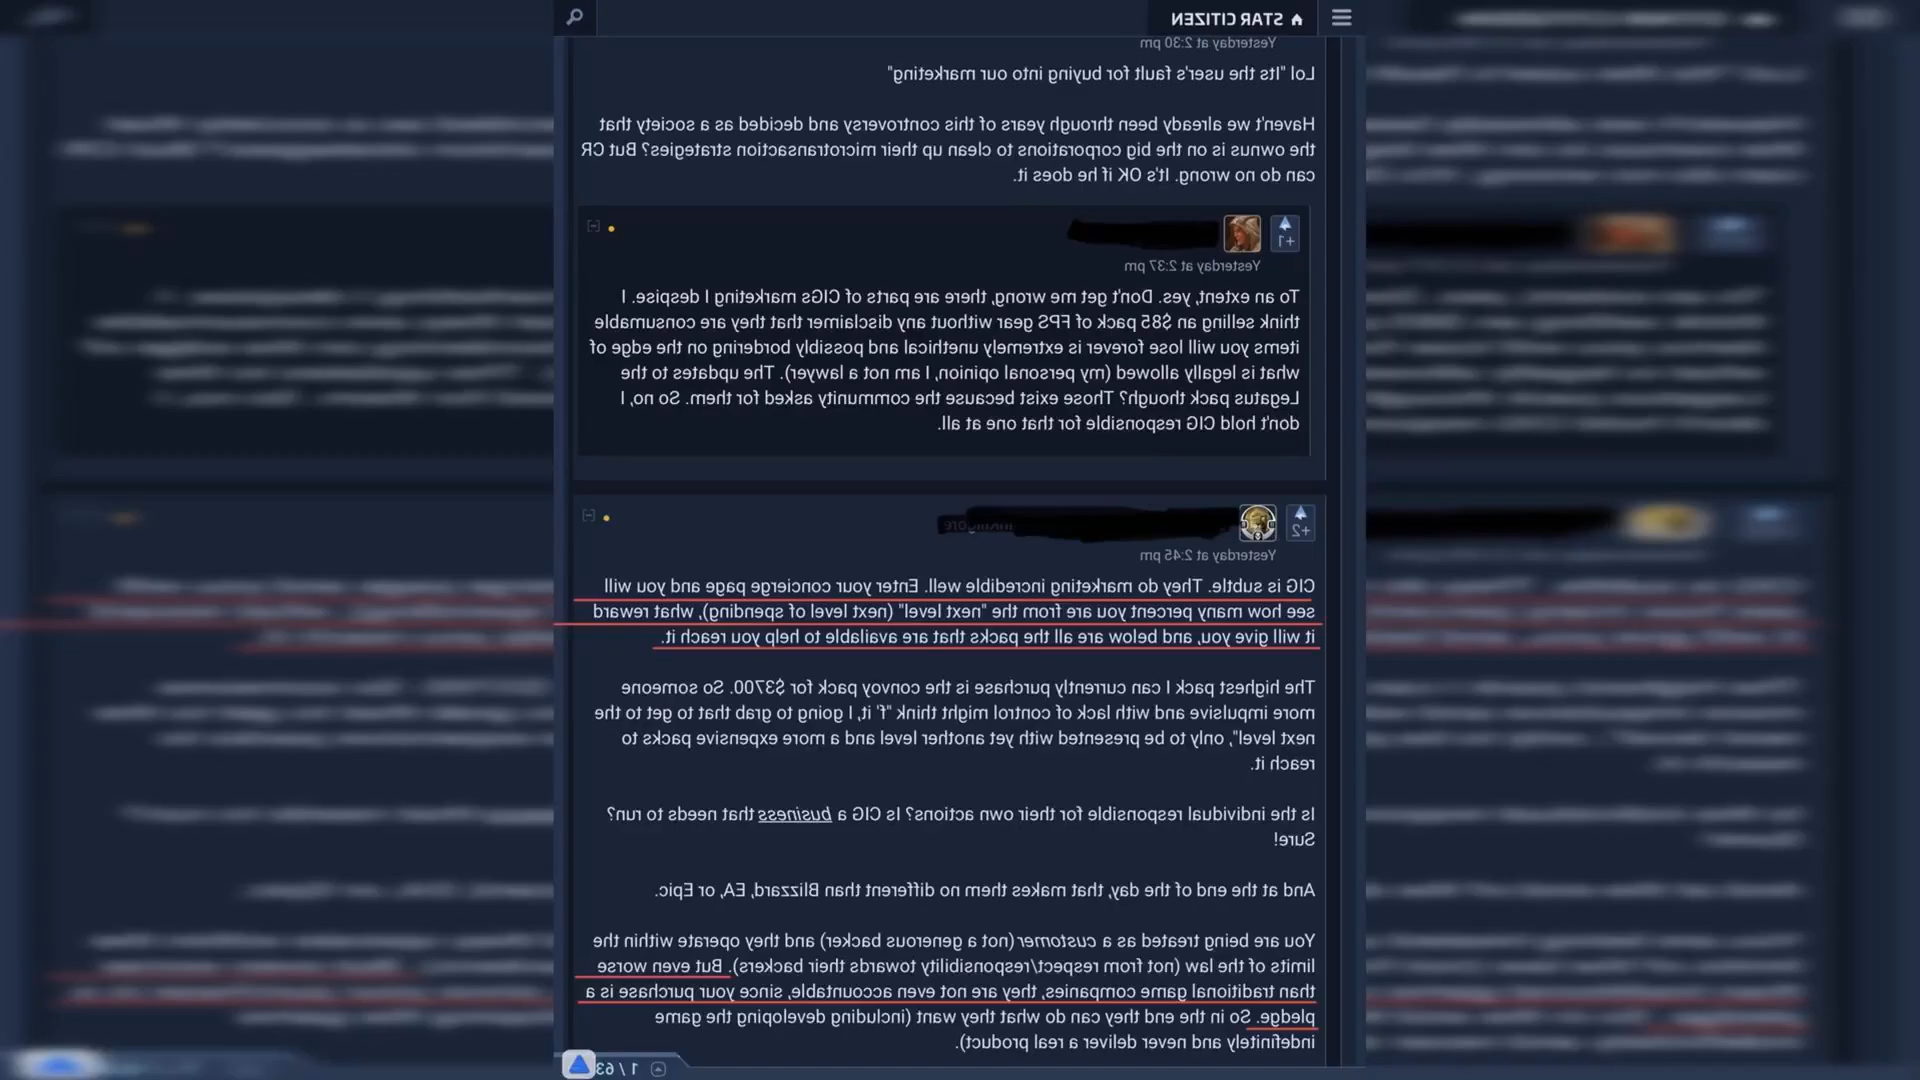 STAR CITIZEN
Yesterday at 2:30 pm
Lol "Its the user's fault for buying into our marketing"
Haven't we already been through years of this controversy and decided as a society that
the ownus is on the big corporations to clean up their microtransaction strategies? But CR
can do no wrong. It's OK if he does it.
+1
Yesterday at 2:37 pm
To an extent, yes. Don't get me wrong, there are parts of CIGs marketing I despise. I
think selling an $85 pack of FPS gear without any disclaimer that they are consumable
items you will lose forever is extremely unethical and possibly bordering on the edge of
what is legally allowed (my personal opinion, I am not a lawyer). The updates to the
Legatus pack though? Those exist because the community asked for them. So no, I
don't hold CIG responsible for that one at all.
+2
Yesterday at 2:45 pm
CIG is subtle. They do marketing incredible well. Enter your concierge page and you will
see how many percent you are from the "next level" (next level of spending), what reward
it will give you, and below are all the packs that are available to help you reach it.
The highest pack I can currently purchase is the convoy pack for $3700. So someone
more impulsive and with lack of control might think "f' it, I going to grab that to get to the
next level", only to be presented with yet another level and a more expensive packs to
reach it.
Is the individual responsible for their own actions? Is CIG a business that needs to run?
Sure!
And at the end of the day, that makes them no different than Blizzard, EA, or Epic.
You are being treated as a customer (not a generous backer) and they operate within the
limits of the law (not from respect/responsibility towards their backers). But even worse
than traditional game companies, they are not even accountable, since your purchase is a
pledge. So in the end they can do what they want (including developing the game
indefinitely and never deliver a real product).
1 / 63